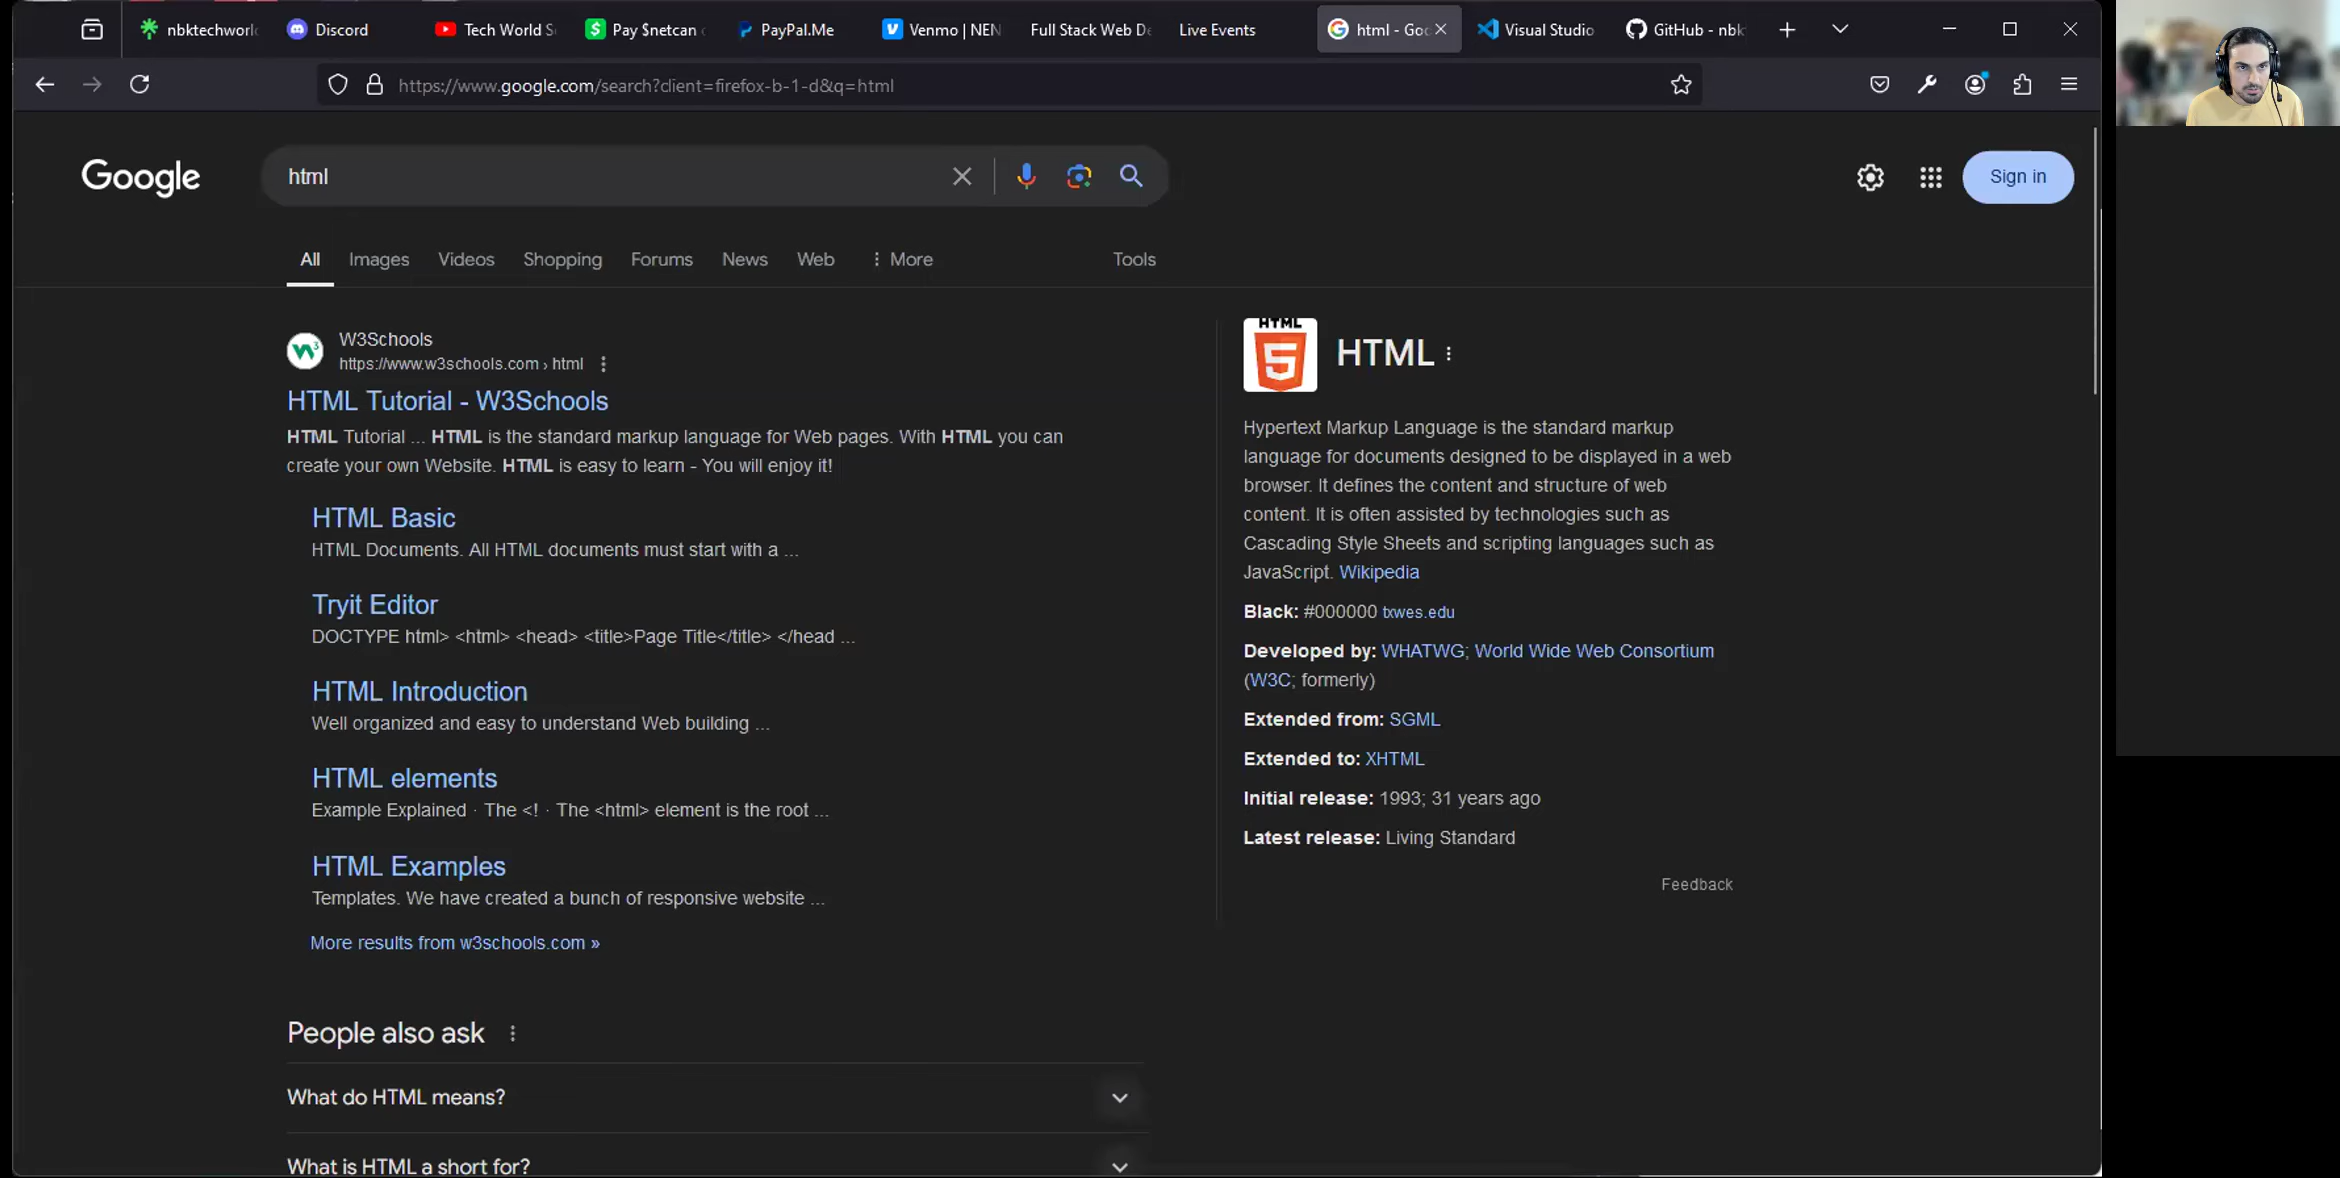 nbktechworl
Discord
Tech World S
Pay $netcan
PayPal.Me
Venmo | NEN
Full Stack Web De
Live Events
html - Goo
Visual Studio
GitHub - nbk
https://www.google.com/search?client=firefox-b-1-d&q=html
Google
html
Sign in
All
Images
Videos
Shopping
Forums
News
Web
More
Tools
W3Schools
https://www.w3schools.com › html
HTML Tutorial - W3Schools
HTML Tutorial ... HTML is the standard markup language for Web pages. With HTML you can
create your own Website. HTML is easy to learn - You will enjoy it!
HTML Basic
HTML Documents. All HTML documents must start with a ...
Tryit Editor
DOCTYPE html> <html> <head> <title>Page Title</title> </head ...
HTML Introduction
Well organized and easy to understand Web building ...
HTML elements
Example Explained · The <! · The <html> element is the root ...
HTML Examples
Templates. We have created a bunch of responsive website ...
More results from w3schools.com »
People also ask
What do HTML means?
What is HTML a short for?
HTML
5
HTML
Hypertext Markup Language is the standard markup
language for documents designed to be displayed in a web
browser. It defines the content and structure of web
content. It is often assisted by technologies such as
Cascading Style Sheets and scripting languages such as
JavaScript. Wikipedia
Black: #000000 txwes.edu
Developed by: WHATWG; World Wide Web Consortium
(W3C; formerly)
Extended from: SGML
Extended to: XHTML
Initial release: 1993; 31 years ago
Latest release: Living Standard
Feedback